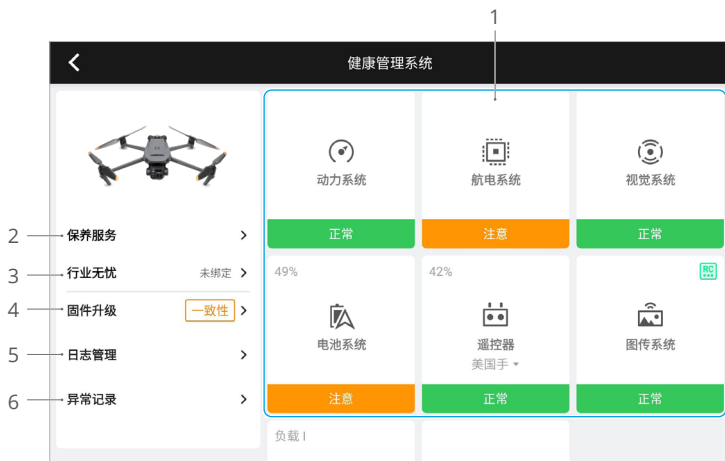 1
健康管理系统
动力系统
航电系统
视觉系统
正常
注意
正常
2
保养服务
3
行业无忧
未绑定
4
固件升级
一致性
5
日志管理
6
异常记录
49%
42%
RC
电池系统
遥控器
美国手
图传系统
注意
正常
正常
负载 I